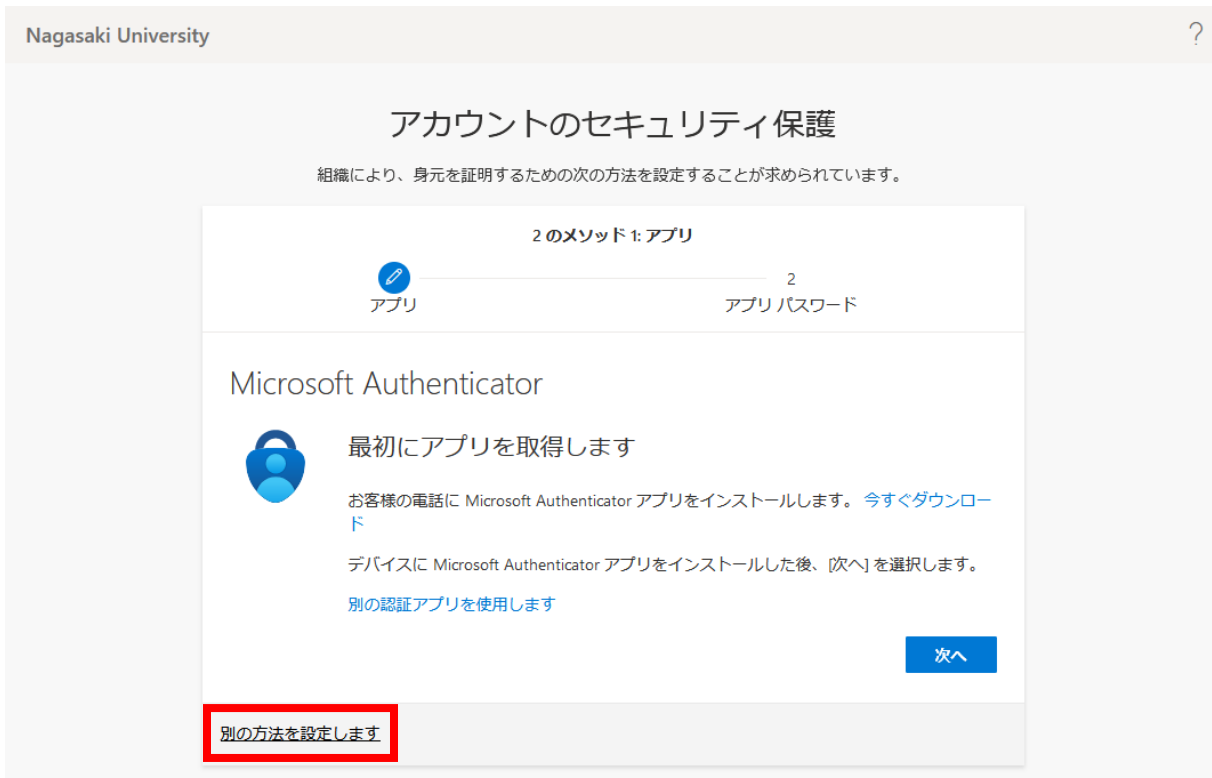 Nagasaki University
?
アカウントのセキュリティ保護
組織により、身元を証明するための次の方法を設定することが求められています。
2 のメソッド 1: アプリ
2
アプリ
アプリ パスワード
Microsoft Authenticator
最初にアプリを取得します
お客様の電話に Microsoft Authenticator アプリをインストールします。 今すぐダウンロー
ド
デバイスに Microsoft Authenticator アプリをインストールした後、[次へ] を選択します。
別の認証アプリを使用します
次へ
別の方法を設定します